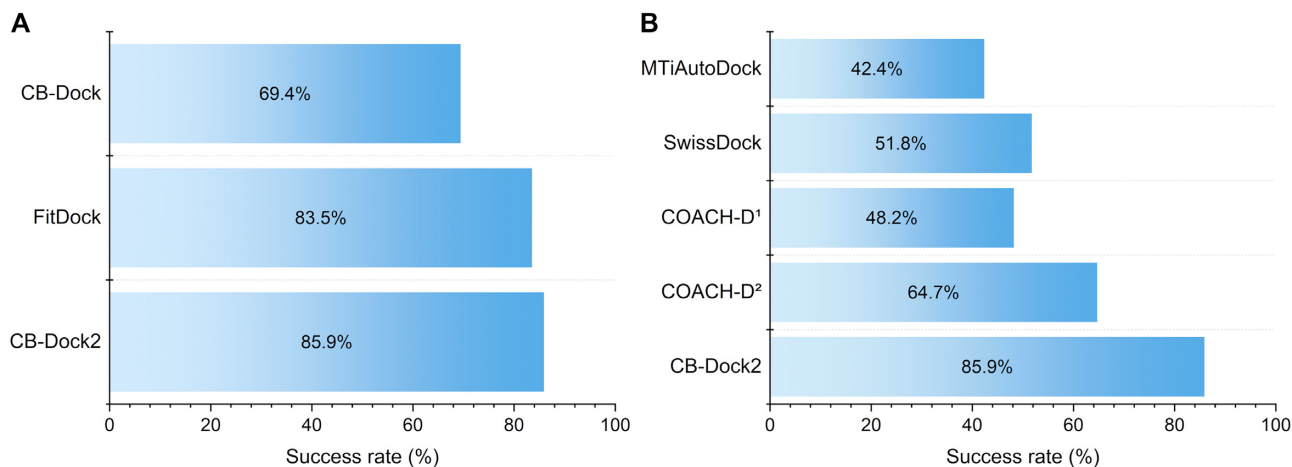 A
CB-Dock
69.4%
FitDock
83.5%
CB-Dock2
85.9%
0 20 40 60 80 100
Success rate (%)
B
MTiAutoDock
42.4%
SwissDock
51.8%
COACH-D¹
48.2%
COACH-D²
64.7%
CB-Dock2
85.9%
0 20 40 60 80 100
Success rate (%)